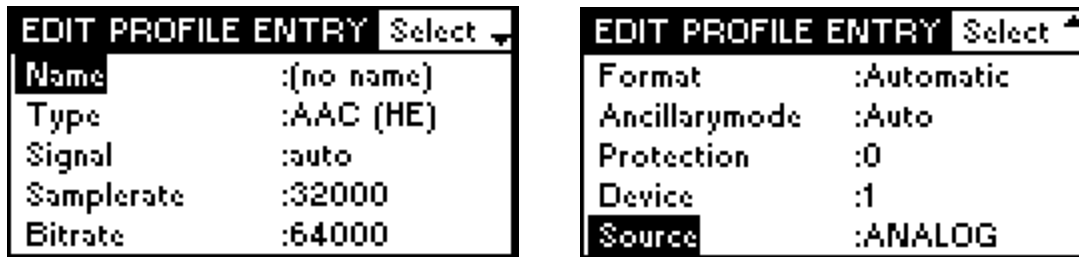 EDIT PROFILE ENTRY Select
Name :(no name)
Type :AAC (HE)
Signal :auto
Samplerate :32000
Bitrate :64000
EDIT PROFILE ENTRY Select
Format :Automatic
Ancillarymode :Auto
Protection :0
Device :1
Source :ANALOG